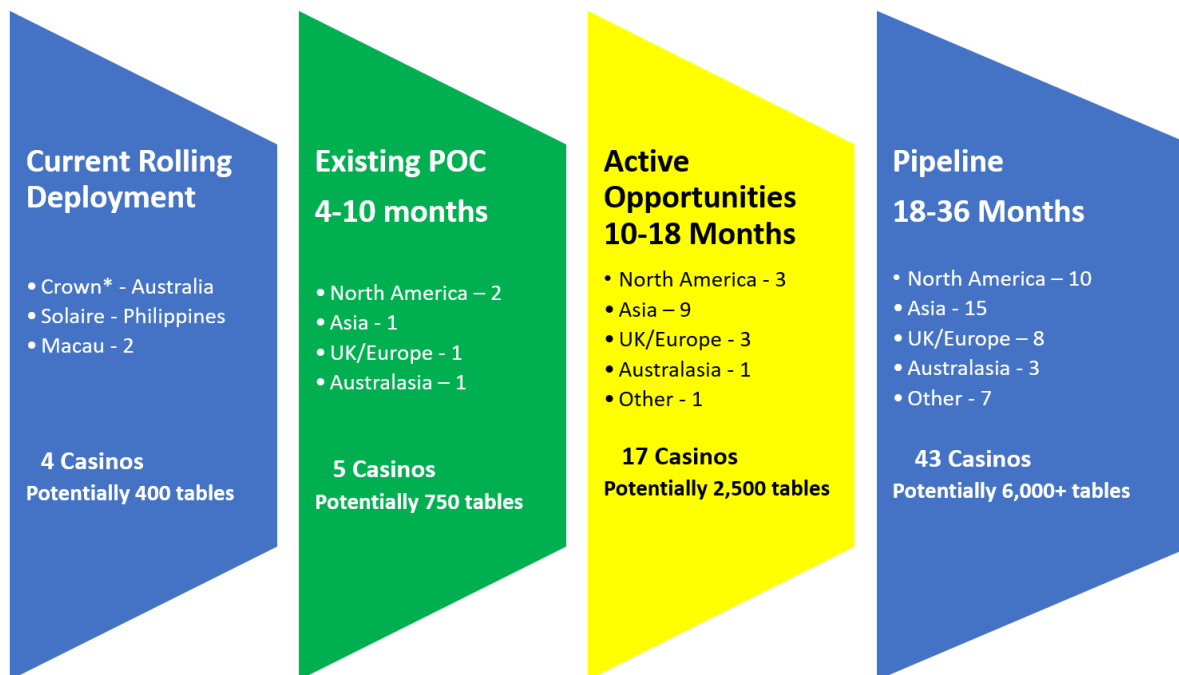 Current Rolling
Deployment
• Crown* - Australia
• Solaire - Philippines
• Macau - 2
4 Casinos
Potentially 400 tables
Existing POC
4-10 months
• North America – 2
• Asia - 1
• UK/Europe - 1
• Australasia – 1
5 Casinos
Potentially 750 tables
Active
Opportunities
10-18 Months
• North America - 3
• Asia – 9
• UK/Europe - 3
• Australasia - 1
• Other - 1
17 Casinos
Potentially 2,500 tables
Pipeline
18-36 Months
• North America – 10
• Asia - 15
• UK/Europe – 8
• Australasia - 3
• Other - 7
43 Casinos
Potentially 6,000+ tables